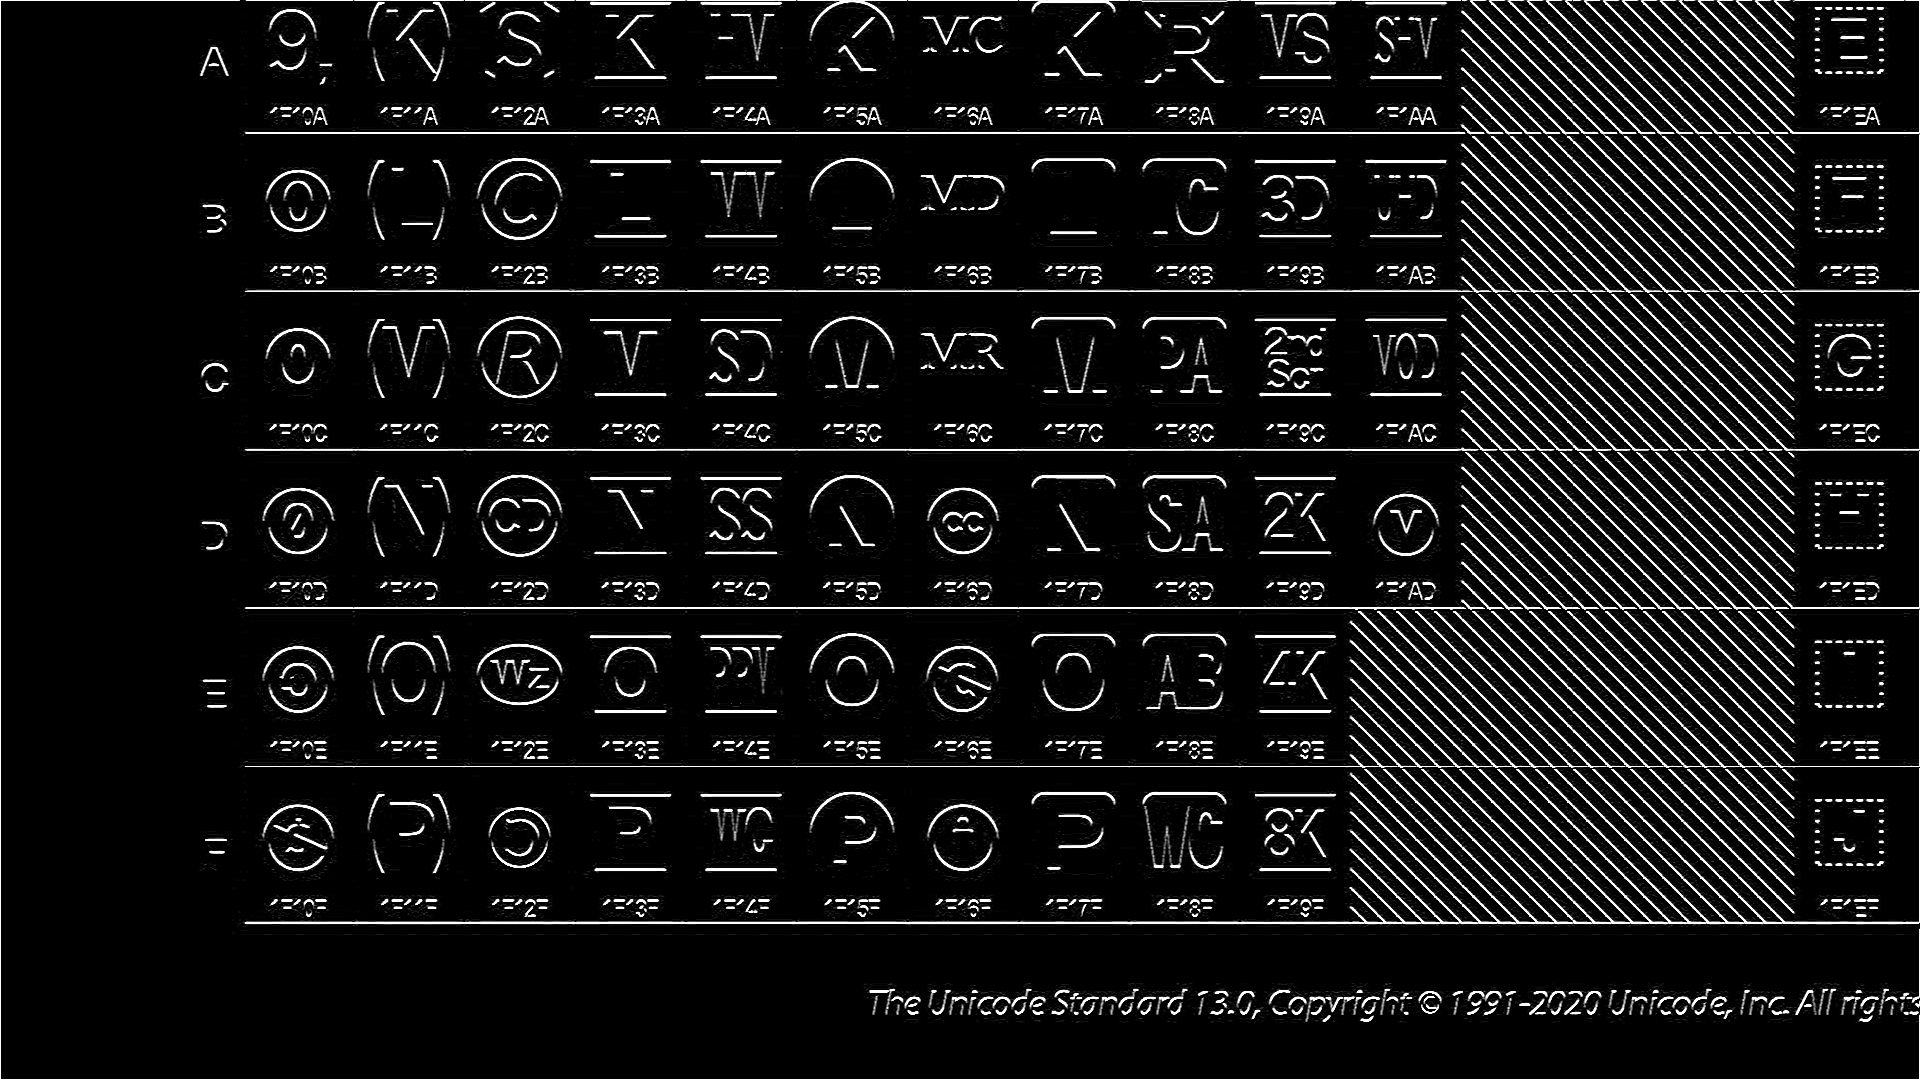 A 9, (K) S K HV K MC K R VS SHV E
1F10A 1F11A 1F12A 1F13A 1F14A 1F15A 1F16A 1F17A 1F18A 1F19A 1F1AA 1F1EA
B 0 (L) C L MV L MD L IC 3D UHD F
1F10B 1F11B 1F12B 1F13B 1F14B 1F15B 1F16B 1F17B 1F18B 1F19B 1F1AB 1F1EB
C 0 (M) R M SD M MR M PA 2nd Scr VOD G
1F10C 1F11C 1F12C 1F13C 1F14C 1F15C 1F16C 1F17C 1F18C 1F19C 1F1AC 1F1EC
D 0 (N) CD N SS N cc N SA 2K M H
1F10D 1F11D 1F12D 1F13D 1F14D 1F15D 1F16D 1F17D 1F18D 1F19D 1F1AD 1F1ED
E (O) Wz O PPV O C O AB 4K I
1F10E 1F11E 1F12E 1F13E 1F14E 1F15E 1F16E 1F17E 1F18E 1F19E 1F1EE
F $ (P) P WC P P WC 8K J
1F10F 1F11F 1F12F 1F13F 1F14F 1F15F 1F16F 1F17F 1F18F 1F19F 1F1EF
The Unicode Standard 13.0, Copyright © 1991-2020 Unicode, Inc. All rights